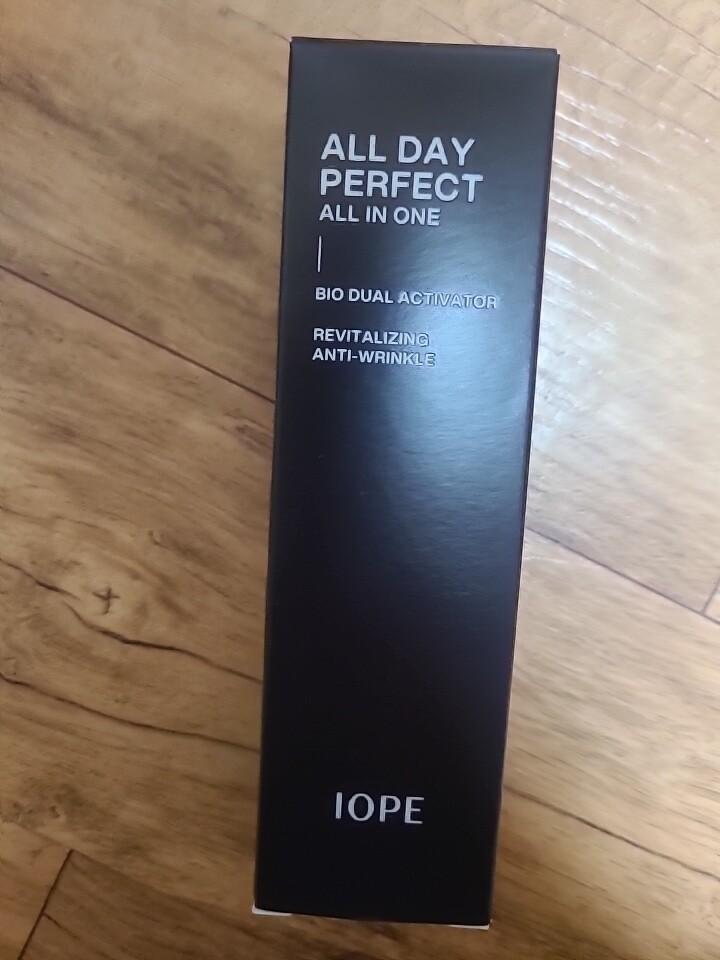 ALL DAY
PERFECT
ALL IN ONE
BIO DUAL ACTIVATOR
REVITALIZING
ANTI-WRINKLE
IOPE